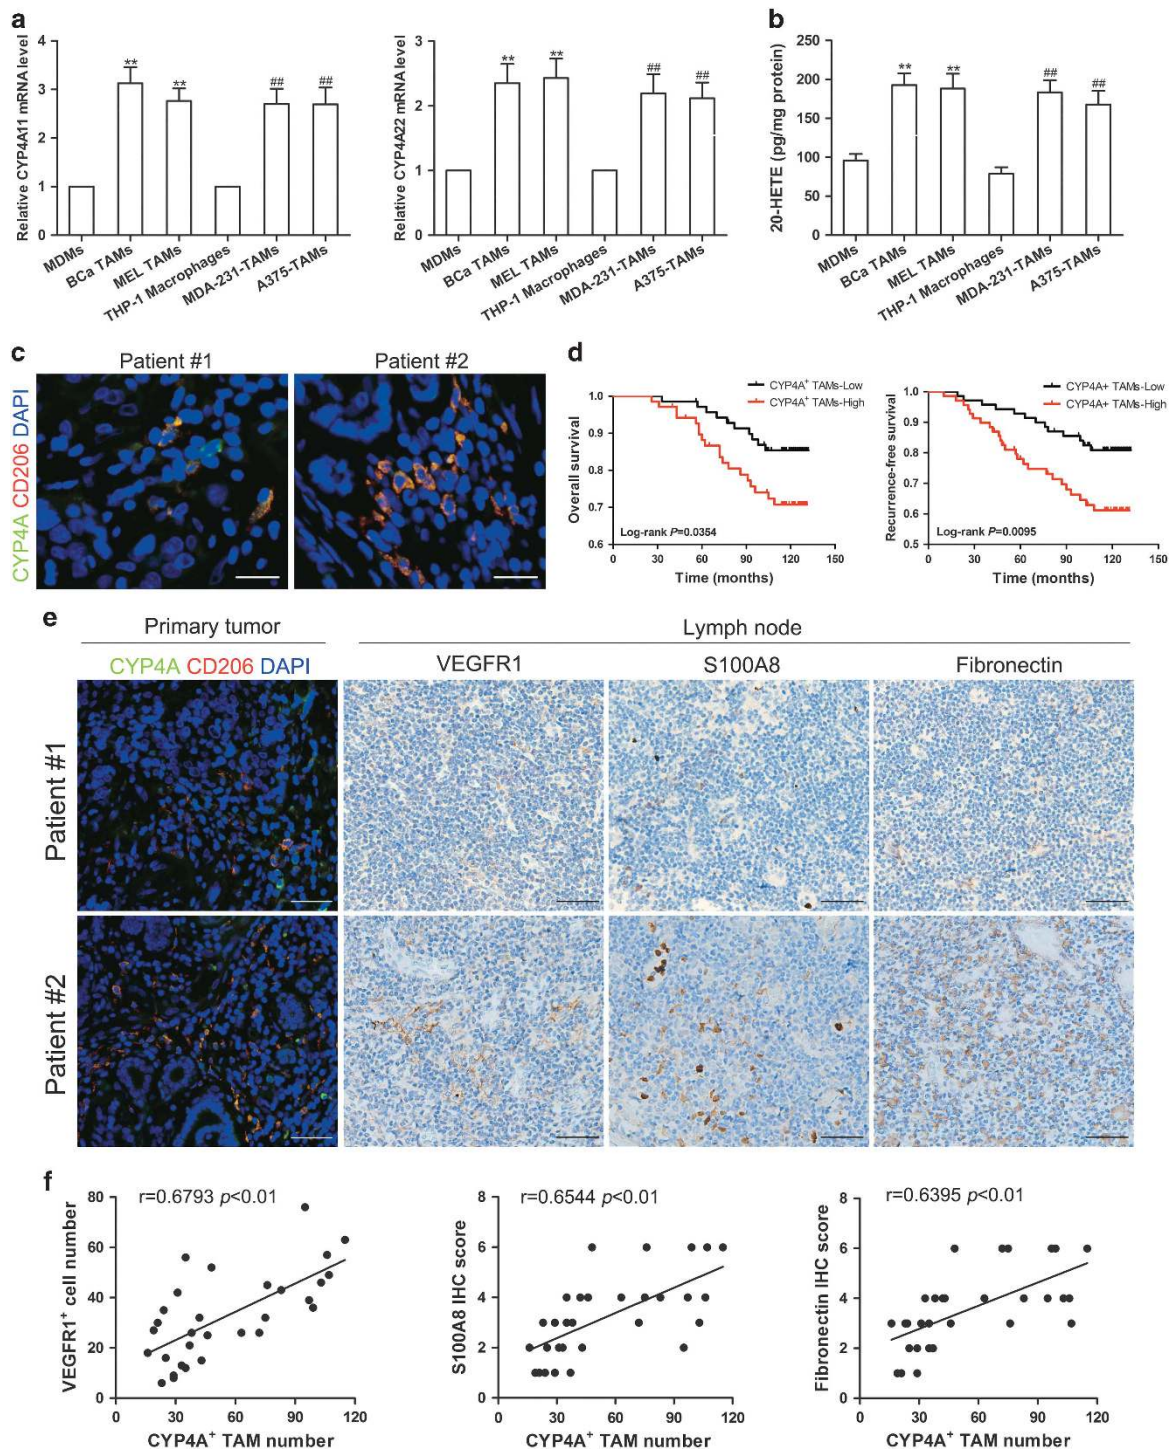 a
Relative CYP4A11 mRNA level
4
3
2
1
0
**
**
##
##
MDMs
BCa TAMs
MEL TAMs
THP-1 Macrophages
MDA-231-TAMs
A375-TAMs
Relative CYP4A22 mRNA level
3
2
1
0
**
**
##
##
MDMs
BCa TAMs
MEL TAMs
THP-1 Macrophages
MDA-231-TAMs
A375-TAMs
b
20-HETE (pg/mg protein)
250
200
150
100
50
0
**
**
##
##
MDMs
BCa TAMs
MEL TAMs
THP-1 Macrophages
MDA-231-TAMs
A375-TAMs
c
Patient #1
Patient #2
CYP4A CD206 DAPI
d
Overall survival
1.0
0.9
0.8
0.7
0.6
CYP4A⁺ TAMs-Low
CYP4A⁺ TAMs-High
Log-rank P=0.0354
0 30 60 90 120 150
Time (months)
Recurrence-free survival
1.0
0.9
0.8
0.7
0.6
0.5
CYP4A+ TAMs-Low
CYP4A+ TAMs-High
Log-rank P=0.0095
0 30 60 90 120 150
Time (months)
e
Primary tumor
Lymph node
CYP4A CD206 DAPI
VEGFR1
S100A8
Fibronectin
Patient #1
Patient #2
f
r=0.6793 p<0.01
VEGFR1⁺ cell number
80
60
40
20
0
0 30 60 90 120
CYP4A⁺ TAM number
r=0.6544 p<0.01
S100A8 IHC score
8
6
4
2
0
0 30 60 90 120
CYP4A⁺ TAM number
r=0.6395 p<0.01
Fibronectin IHC score
8
6
4
2
0
0 30 60 90 120
CYP4A⁺ TAM number